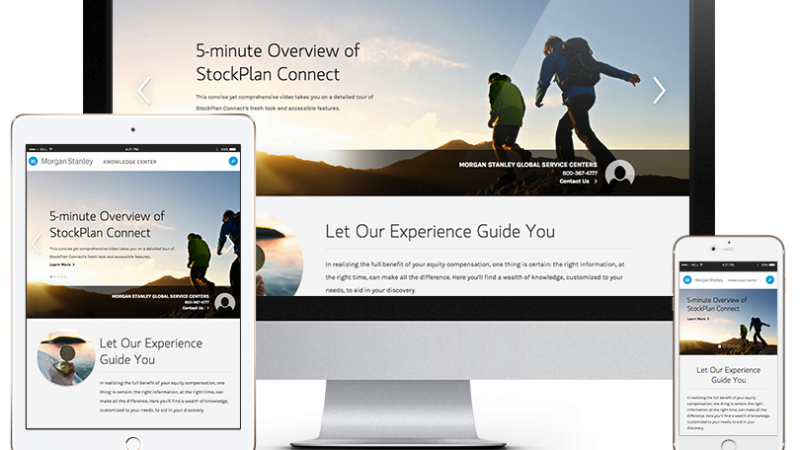 5-minute Overview of
StockPlan Connect
This concise yet comprehensive video takes you on a detailed tour of
StockPlan Connect's fresh look and accessible features.
MORGAN STANLEY GLOBAL SERVICE CENTERS
800-367-4777
Contact Us >
Let Our Experience Guide You
In realizing the full benefit of your equity compensation, one thing is certain: the right information, at
the right time, can make all the difference. Here you'll find a wealth of knowledge, customized to your
needs, to aid in your discovery.
4:21 PM
Morgan Stanley | KNOWLEDGE CENTER
5-minute Overview of
StockPlan Connect
This concise yet comprehensive video takes you on a detailed tour of
StockPlan Connect's fresh look and accessible features.
Learn More >
MORGAN STANLEY GLOBAL SERVICE CENTERS
800-367-4777
Contact Us >
Let Our Experience
Guide You
In realizing the full benefit of your equity compensation, one
thing is certain: the right information, at the right time, can
make all the difference. Here you'll find a wealth of knowledge,
customized to your needs, to aid in your discovery.
4:21 PM
Morgan Stanley | KNOWLEDGE CENTER
5-minute Overview of
StockPlan Connect
Learn More >
Let Our Experience
Guide You
In realizing the full benefit of your equity
compensation, one thing is certain: the right
information, at the right time, can make all
the difference. Here you'll find a wealth of
knowledge, customized to your needs, to aid
in your discovery.